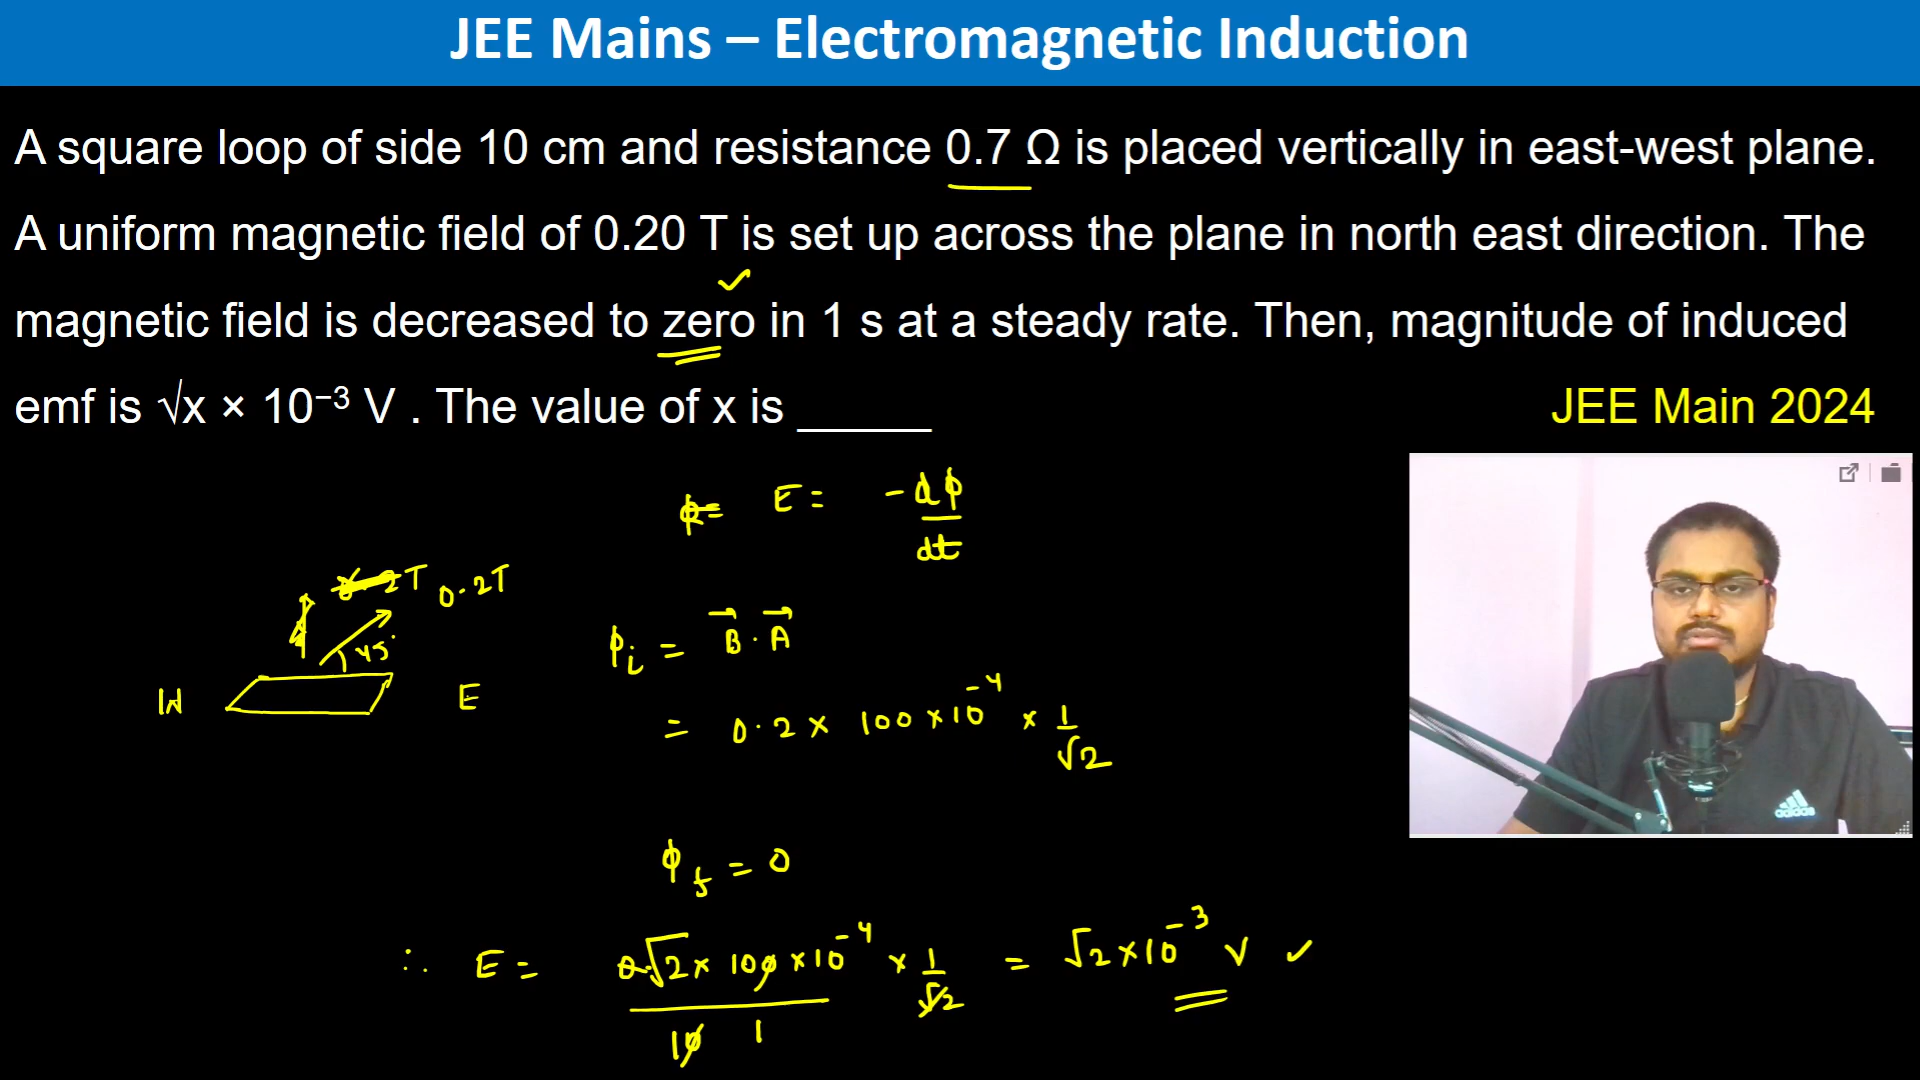 JEE Mains – Electromagnetic Induction
A square loop of side 10 cm and resistance 0.7 Ω is placed vertically in east-west plane.
A uniform magnetic field of 0.20 T is set up across the plane in north east direction. The
magnetic field is decreased to zero in 1 s at a steady rate. Then, magnitude of induced
emf is √x × 10⁻³ V . The value of x is _____
JEE Main 2024
ϕ= E = -dϕ/dt
T 0.2T
45°
W E
ϕi = B⃗ · A⃗
= 0.2 × 100 × 10⁻⁴ × 1/√2
ϕf = 0
∴ E = √2 × 100 × 10⁻⁴ × 1/√2 = √2 × 10⁻³ V ✓
10 1
adidas